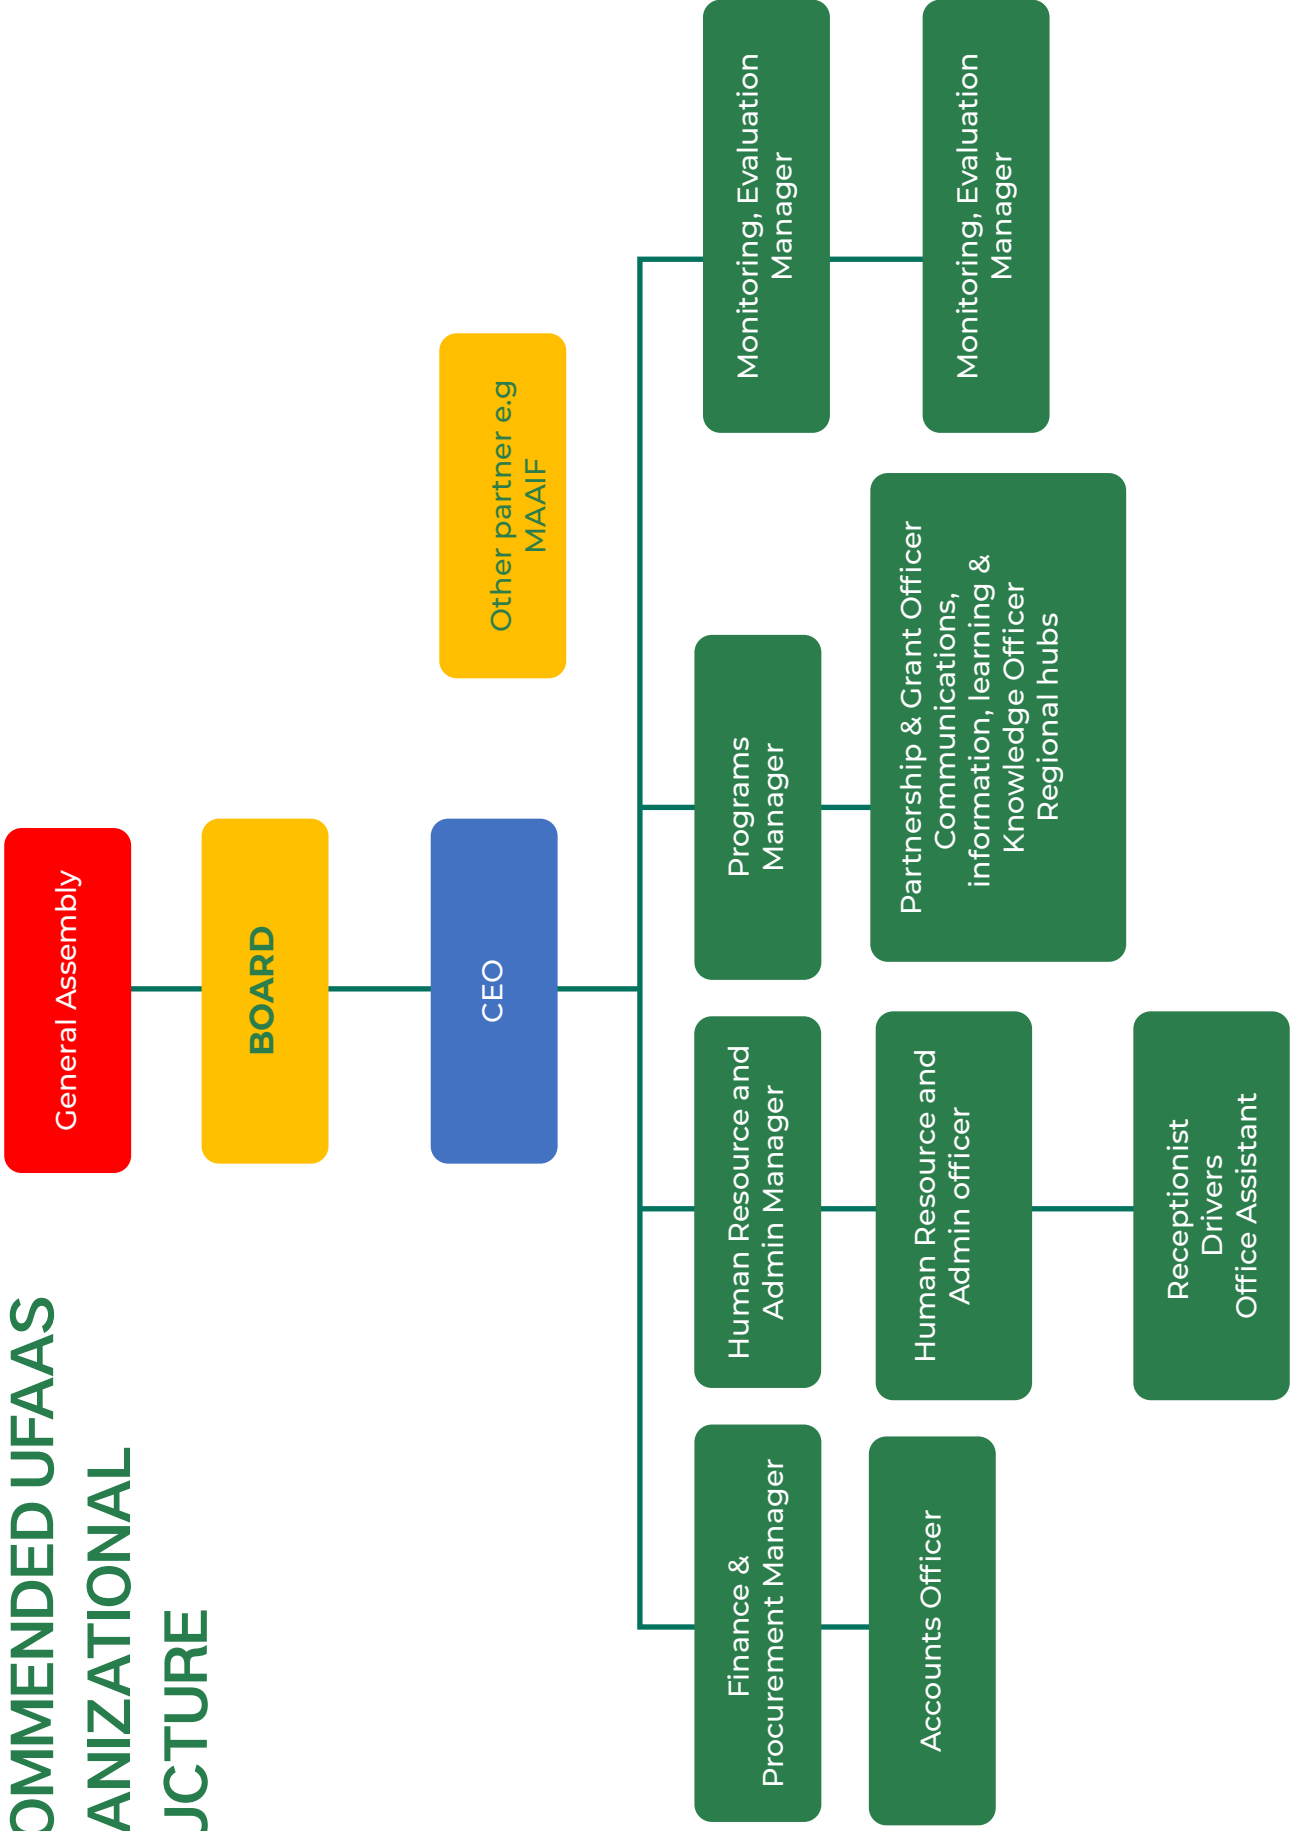 OMMENDED UFAAS
ANIZATIONAL
UCTURE
General Assembly
BOARD
CEO
Other partner e.g
MAAIF
Finance &
Procurement Manager
Human Resource and
Admin Manager
Programs
Manager
Monitoring, Evaluation
Manager
Accounts Officer
Human Resource and
Admin officer
Partnership & Grant Officer
Communications,
information, learning &
Knowledge Officer
Regional hubs
Monitoring, Evaluation
Manager
Receptionist
Drivers
Office Assistant